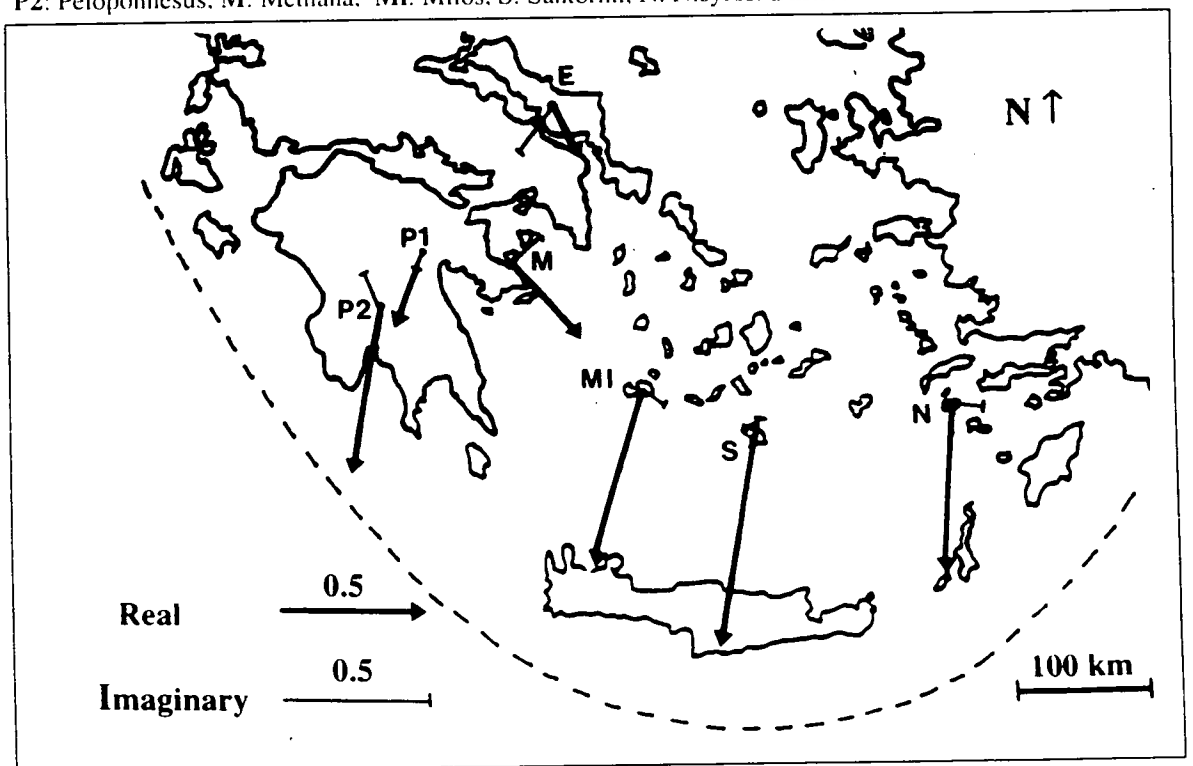 P2: Peloponnesus, M: Methana, MI: Milos, S: Santorini, N: Nisyros.
E
N ↑
P1
M
P2
MI
N
S
0.5
Real
0.5
100 km
Imaginary